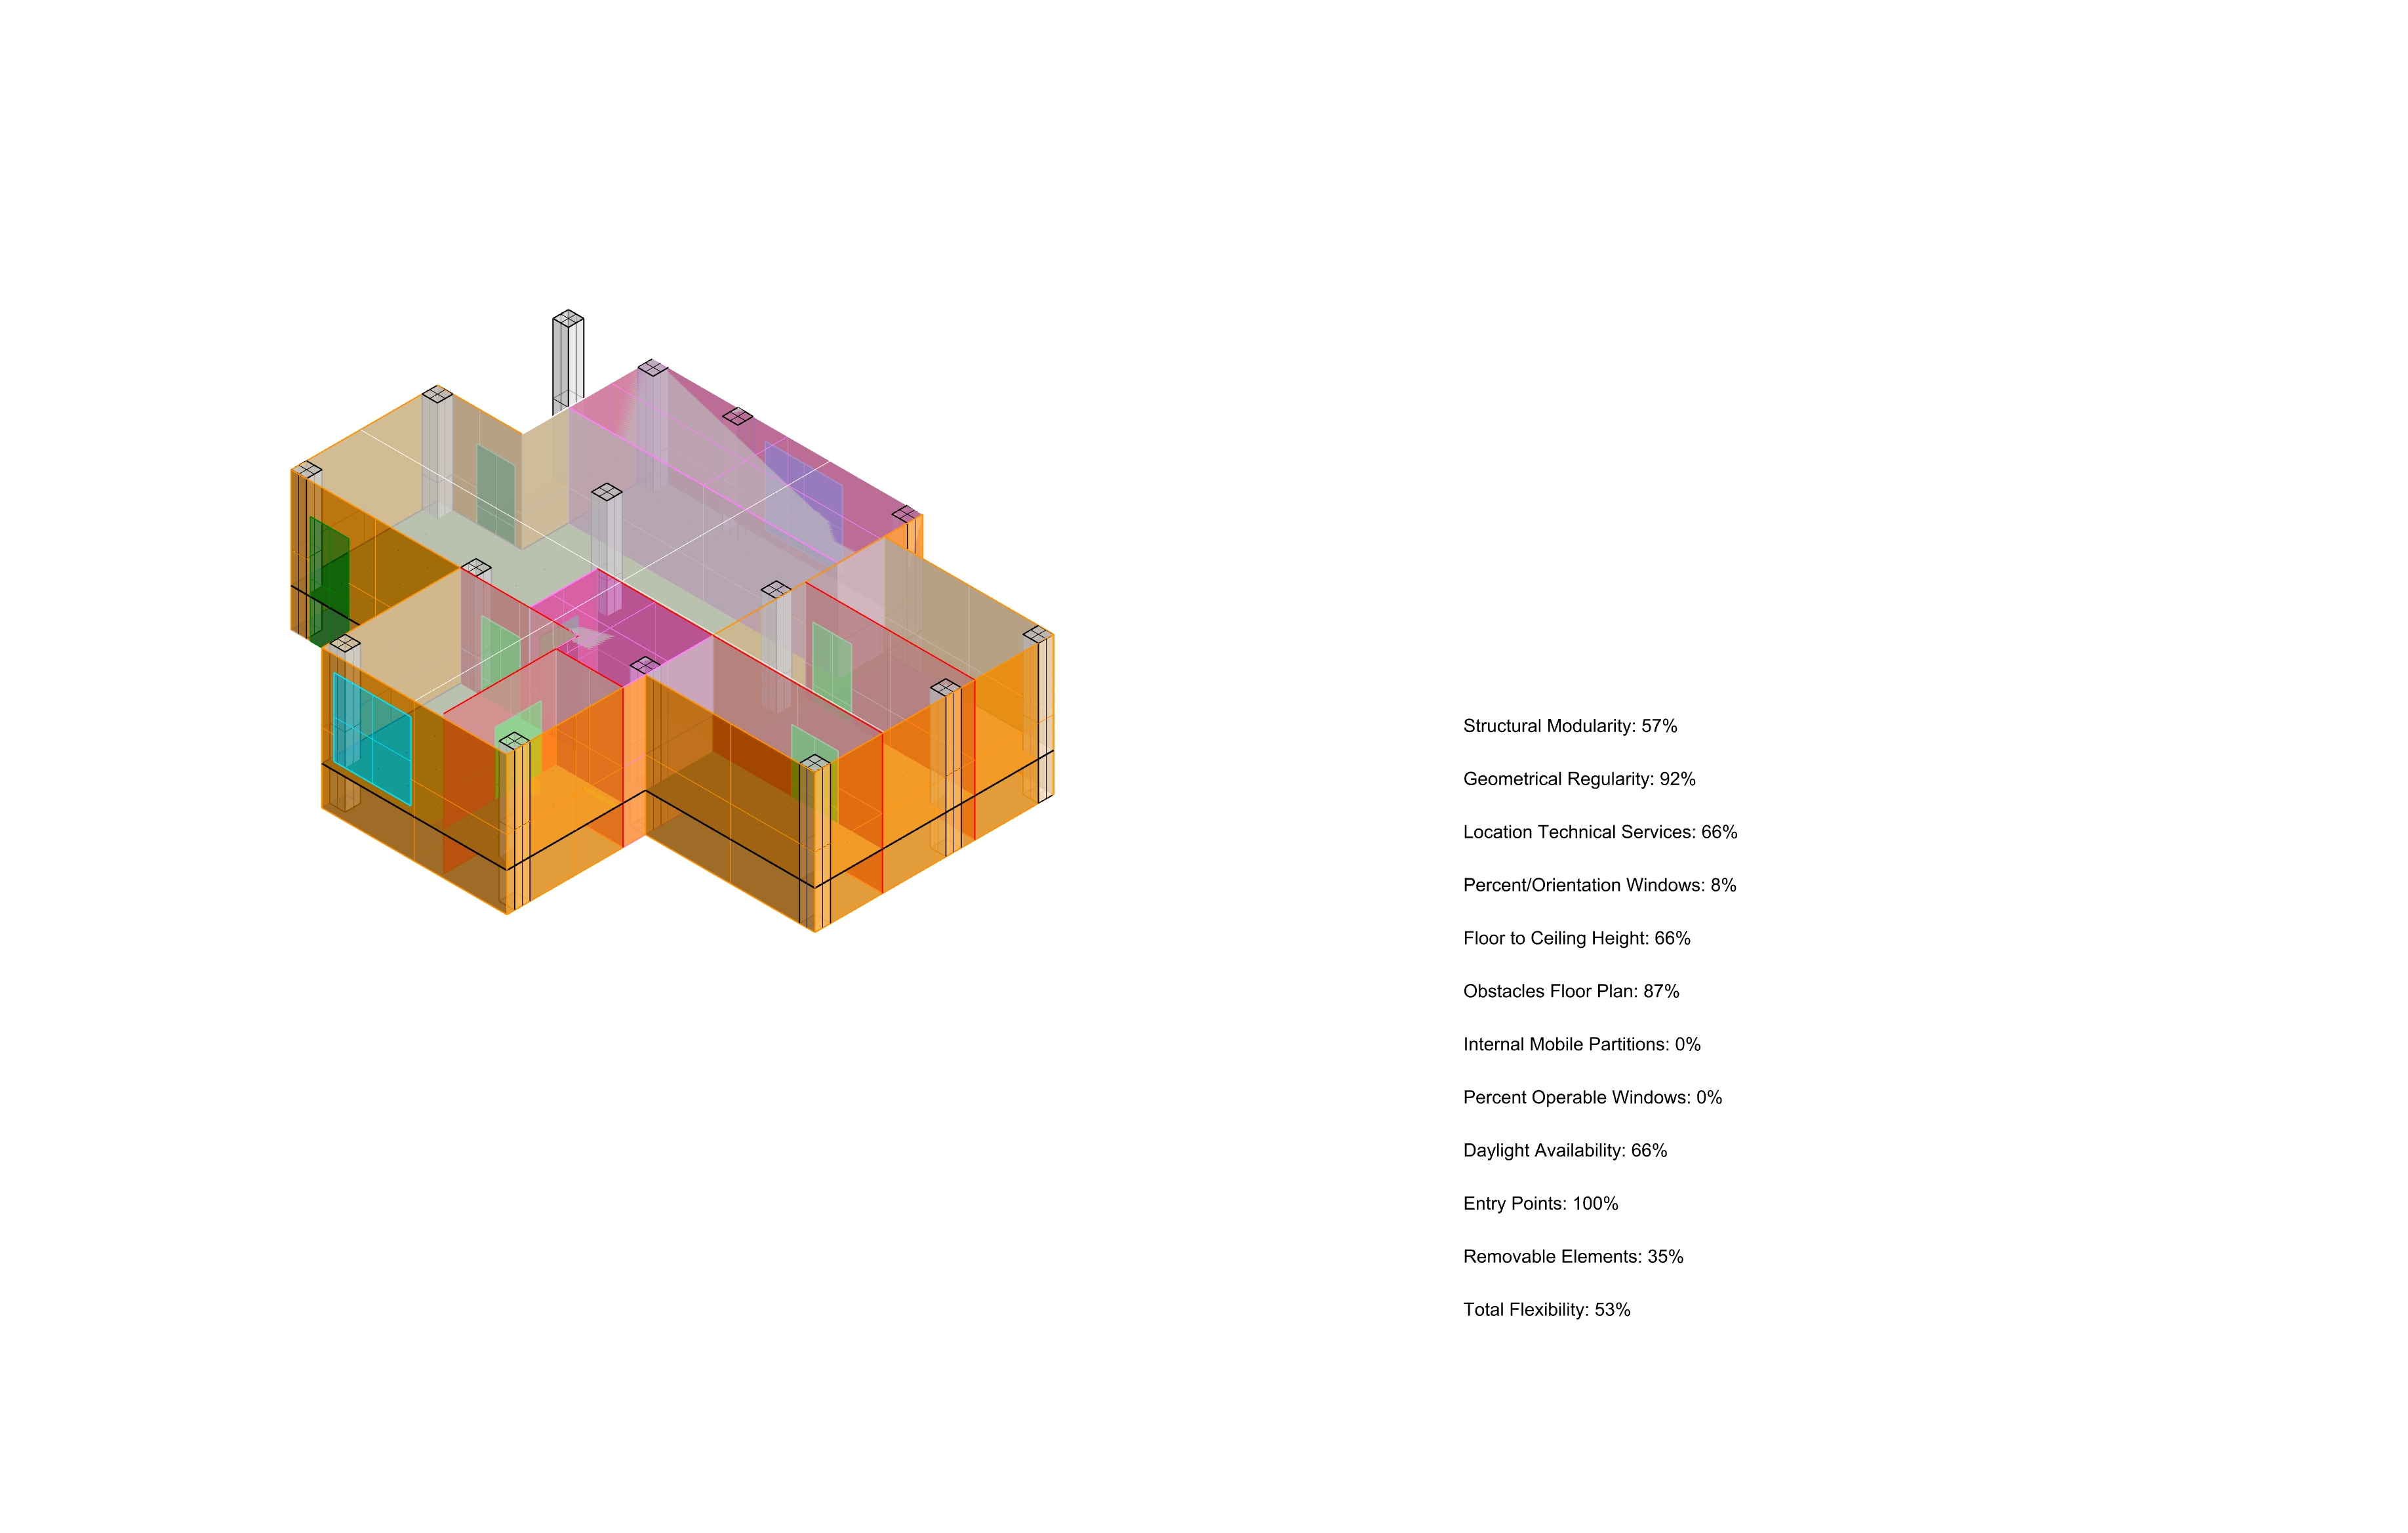 Structural Modularity: 57%
Geometrical Regularity: 92%
Location Technical Services: 66%
Percent/Orientation Windows: 8%
Floor to Ceiling Height: 66%
Obstacles Floor Plan: 87%
Internal Mobile Partitions: 0%
Percent Operable Windows: 0%
Daylight Availability: 66%
Entry Points: 100%
Removable Elements: 35%
Total Flexibility: 53%